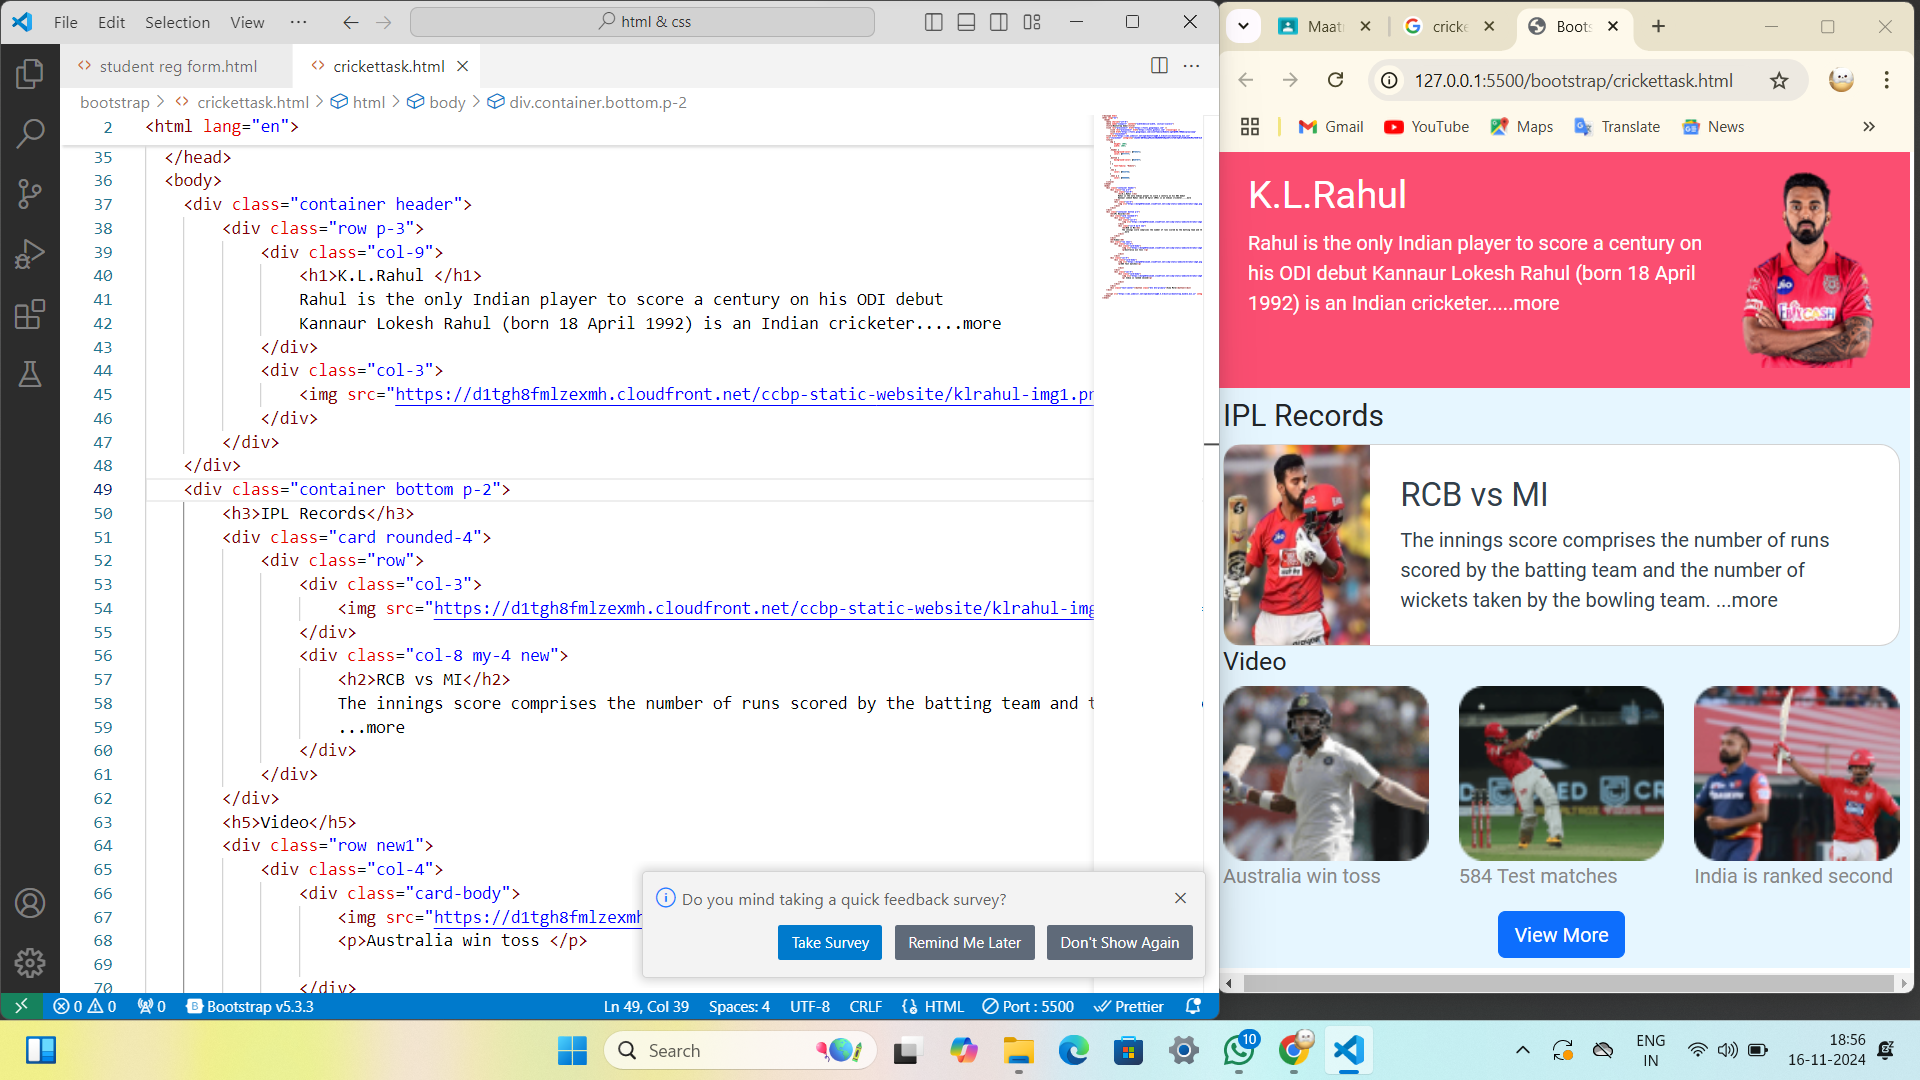 File Edit Selection View ... html & css
student reg form.html
crickettask.html
bootstrap > crickettask.html > html > body > div.container.bottom.p-2
2 <html lang="en">
35 </head>
36 <body>
37 <div class="container header">
38 <div class="row p-3">
39 <div class="col-9">
40 <h1>K.L.Rahul </h1>
41 Rahul is the only Indian player to score a century on his ODI debut
42 Kannaur Lokesh Rahul (born 18 April 1992) is an Indian cricketer.....more
43 </div>
44 <div class="col-3">
45 <img src="https://d1tgh8fmlzexmh.cloudfront.net/ccbp-static-website/klrahul-img1.pn
46 </div>
47 </div>
48 </div>
49 <div class="container bottom p-2">
50 <h3>IPL Records</h3>
51 <div class="card rounded-4">
52 <div class="row">
53 <div class="col-3">
54 <img src="https://d1tgh8fmlzexmh.cloudfront.net/ccbp-static-website/klrahul-img
55 </div>
56 <div class="col-8 my-4 new">
57 <h2>RCB vs MI</h2>
58 The innings score comprises the number of runs scored by the batting team and t
59 ...more
60 </div>
61 </div>
62 </div>
63 <h5>Video</h5>
64 <div class="row new1">
65 <div class="col-4">
66 <div class="card-body">
67 <img src="https://d1tgh8fmlzexmh
68 <p>Australia win toss </p>
69
70 </div>
Do you mind taking a quick feedback survey?
Take Survey Remind Me Later Don't Show Again
0 0 0 Bootstrap v5.3.3 Ln 49, Col 39 Spaces: 4 UTF-8 CRLF HTML Port : 5500 Prettier
Maat cricke Boots
127.0.0.1:5500/bootstrap/crickettask.html
Gmail YouTube Maps Translate News
K.L.Rahul
Rahul is the only Indian player to score a century on
his ODI debut Kannaur Lokesh Rahul (born 18 April
1992) is an Indian cricketer.....more
IPL Records
RCB vs MI
The innings score comprises the number of runs
scored by the batting team and the number of
wickets taken by the bowling team. ...more
Video
Australia win toss
584 Test matches
India is ranked second
View More
Search
10
ENG
IN
18:56
16-11-2024